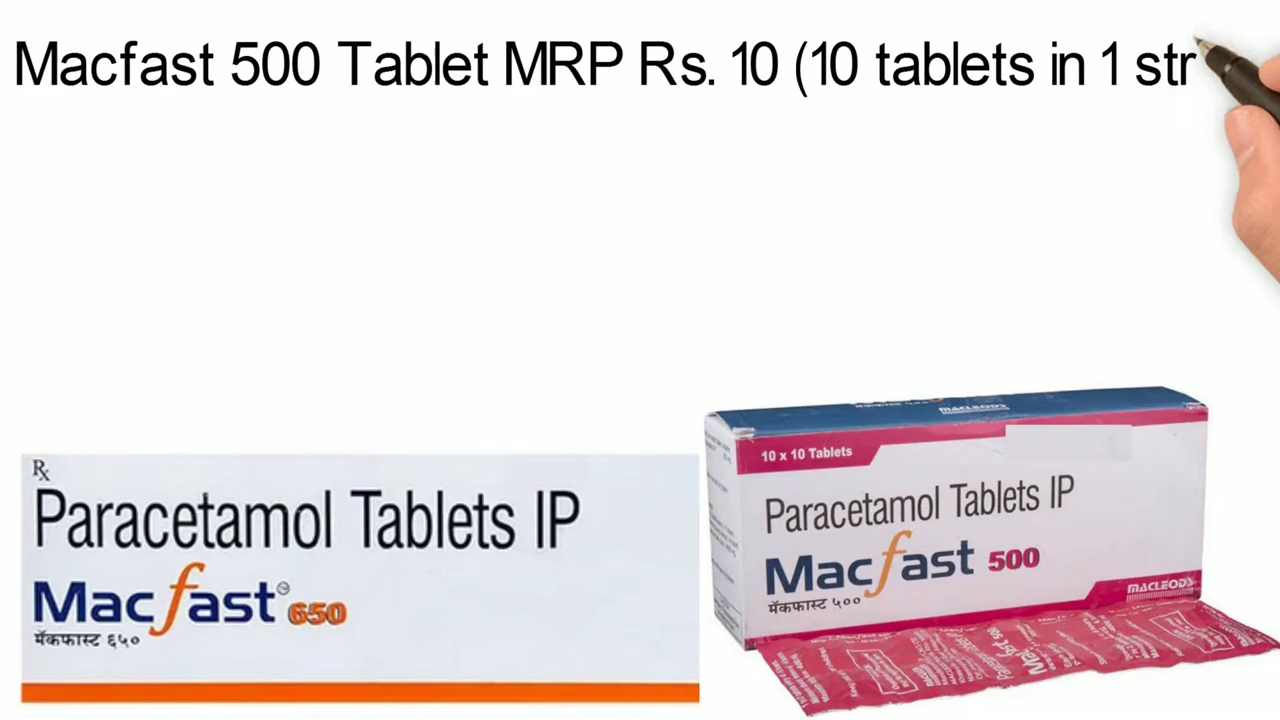 Macfast 500 Tablet MRP Rs. 10 (10 tablets in 1 str
Rx
Paracetamol Tablets IP
Macfast 650
मॅकफास्ट ६५०
MACLEODS
10 x 10 Tablets
Paracetamol Tablets IP
Macfast 500
मॅकफास्ट ५००
MACLEODS